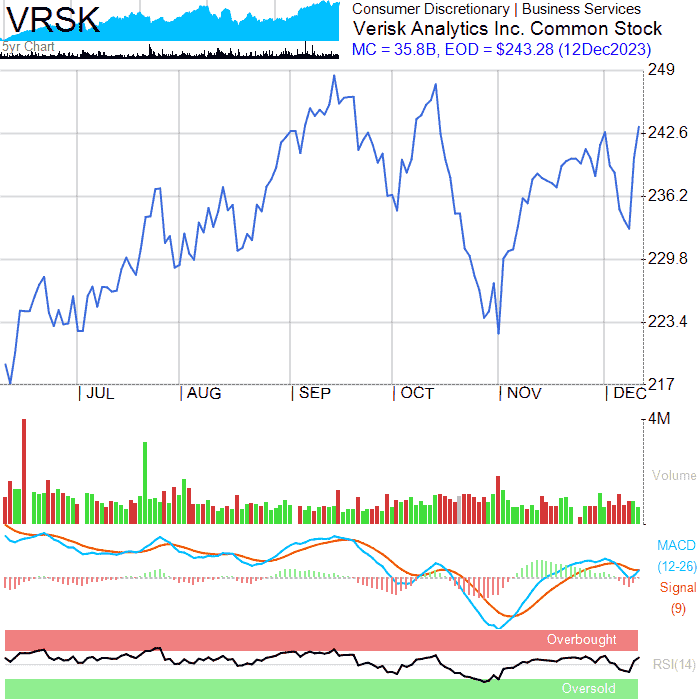 VRSK
5yr Chart
Consumer Discretionary | Business Services
Verisk Analytics Inc. Common Stock
MC = 35.8B, EOD = $243.28 (12Dec2023)
249
242.6
236.2
229.8
223.4
217
| JUL | AUG | SEP | OCT | NOV | DEC
4M
Volume
MACD
(12-26)
Signal
(9)
Overbought
RSI(14)
Oversold